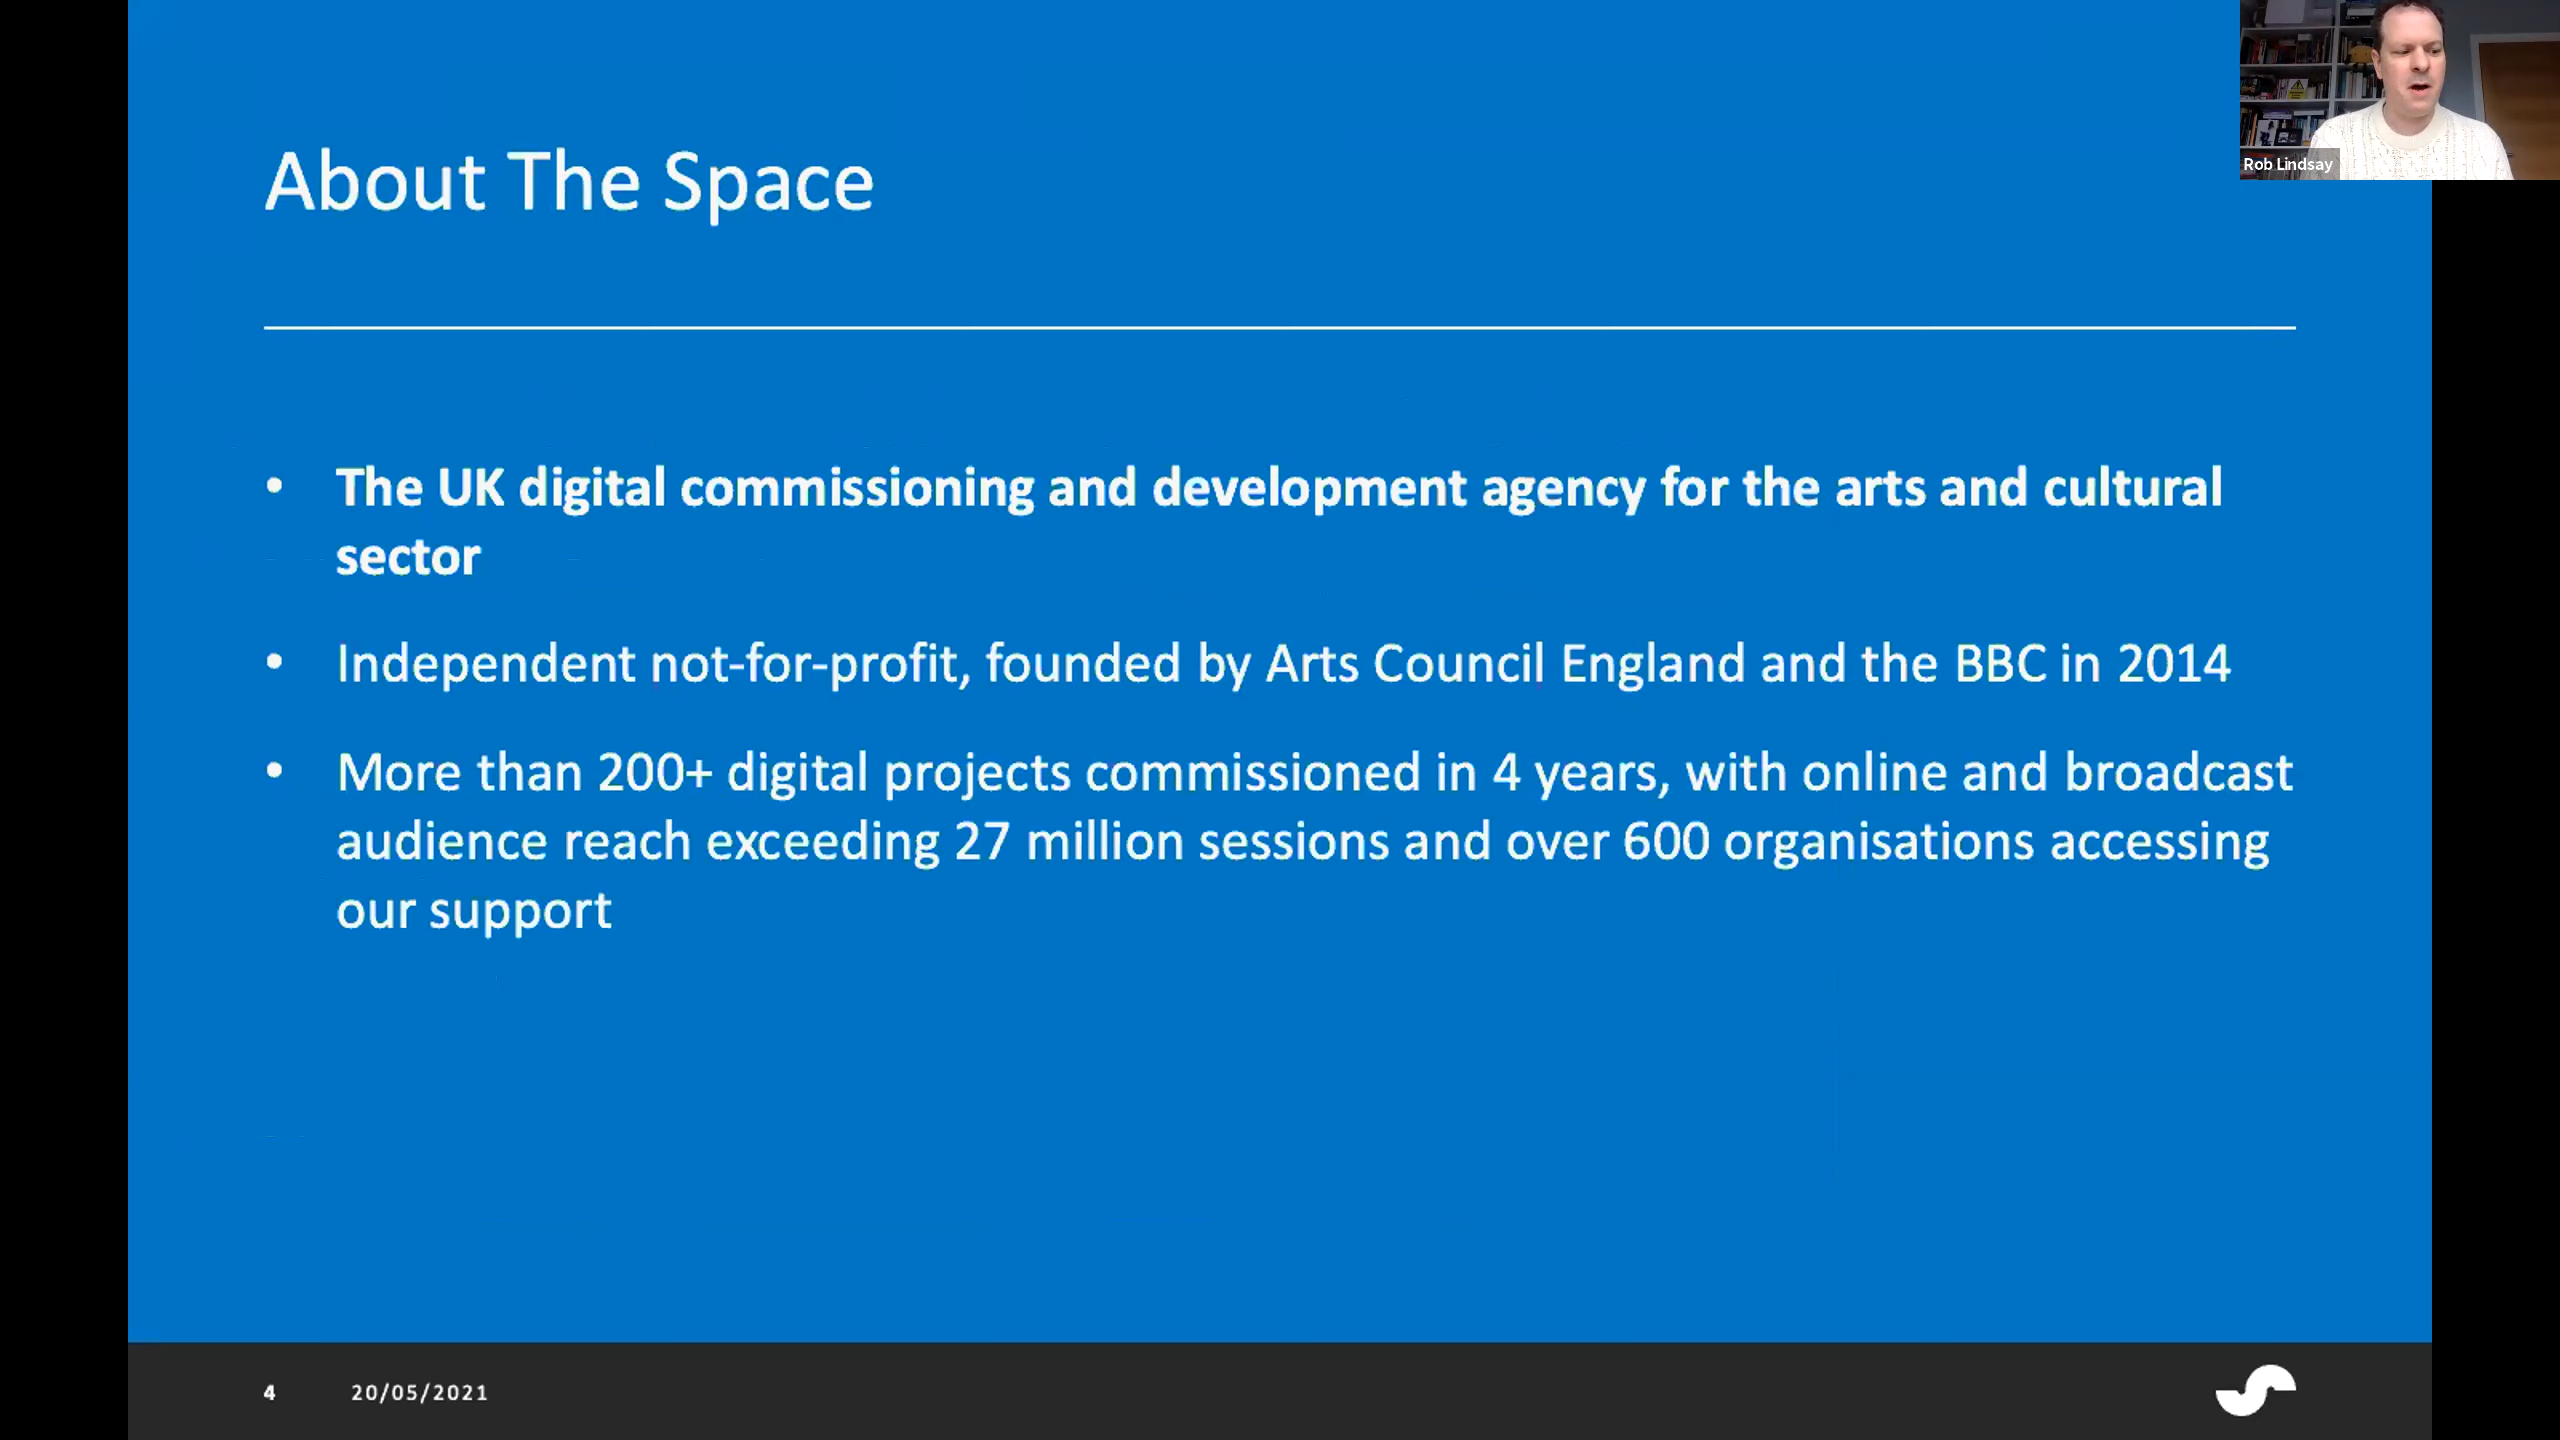 About The Space
Rob Lindsay
• The UK digital commissioning and development agency for the arts and cultural
sector
• Independent not-for-profit, founded by Arts Council England and the BBC in 2014
• More than 200+ digital projects commissioned in 4 years, with online and broadcast
audience reach exceeding 27 million sessions and over 600 organisations accessing
our support
4 20/05/2021